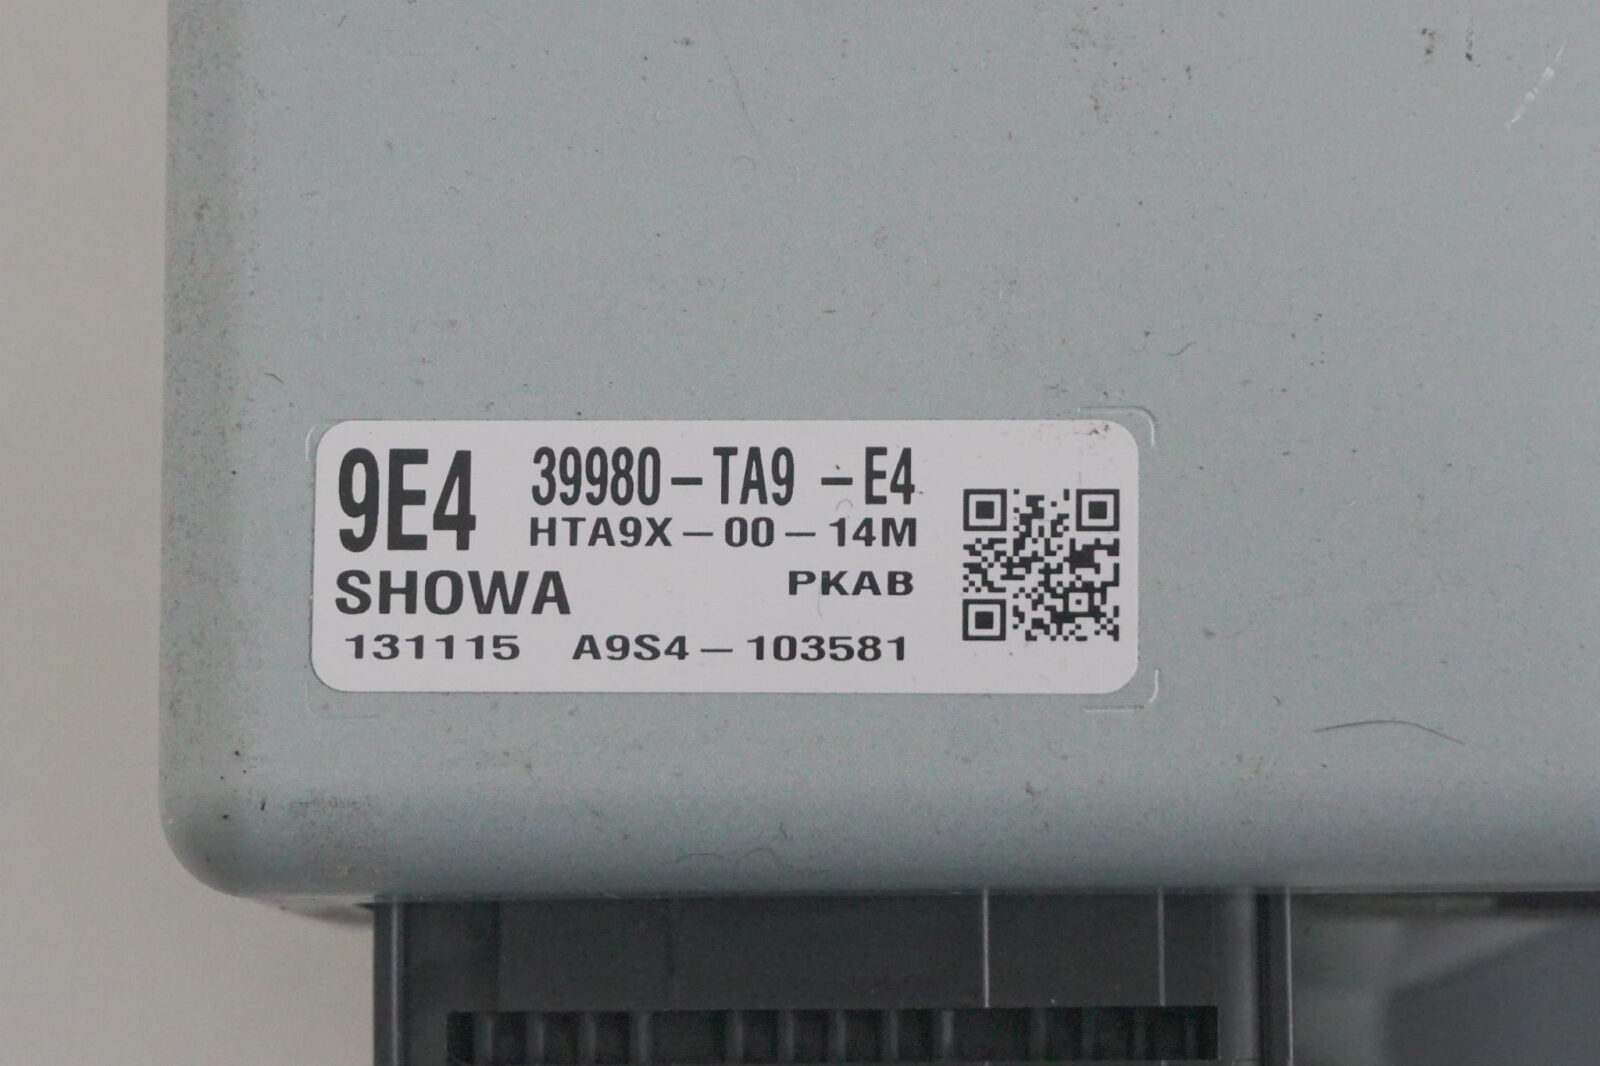 9E4 39980-TA9 -E4
HTA9X-00-14M
SHOWA PKAB
131115 A9S4-103581